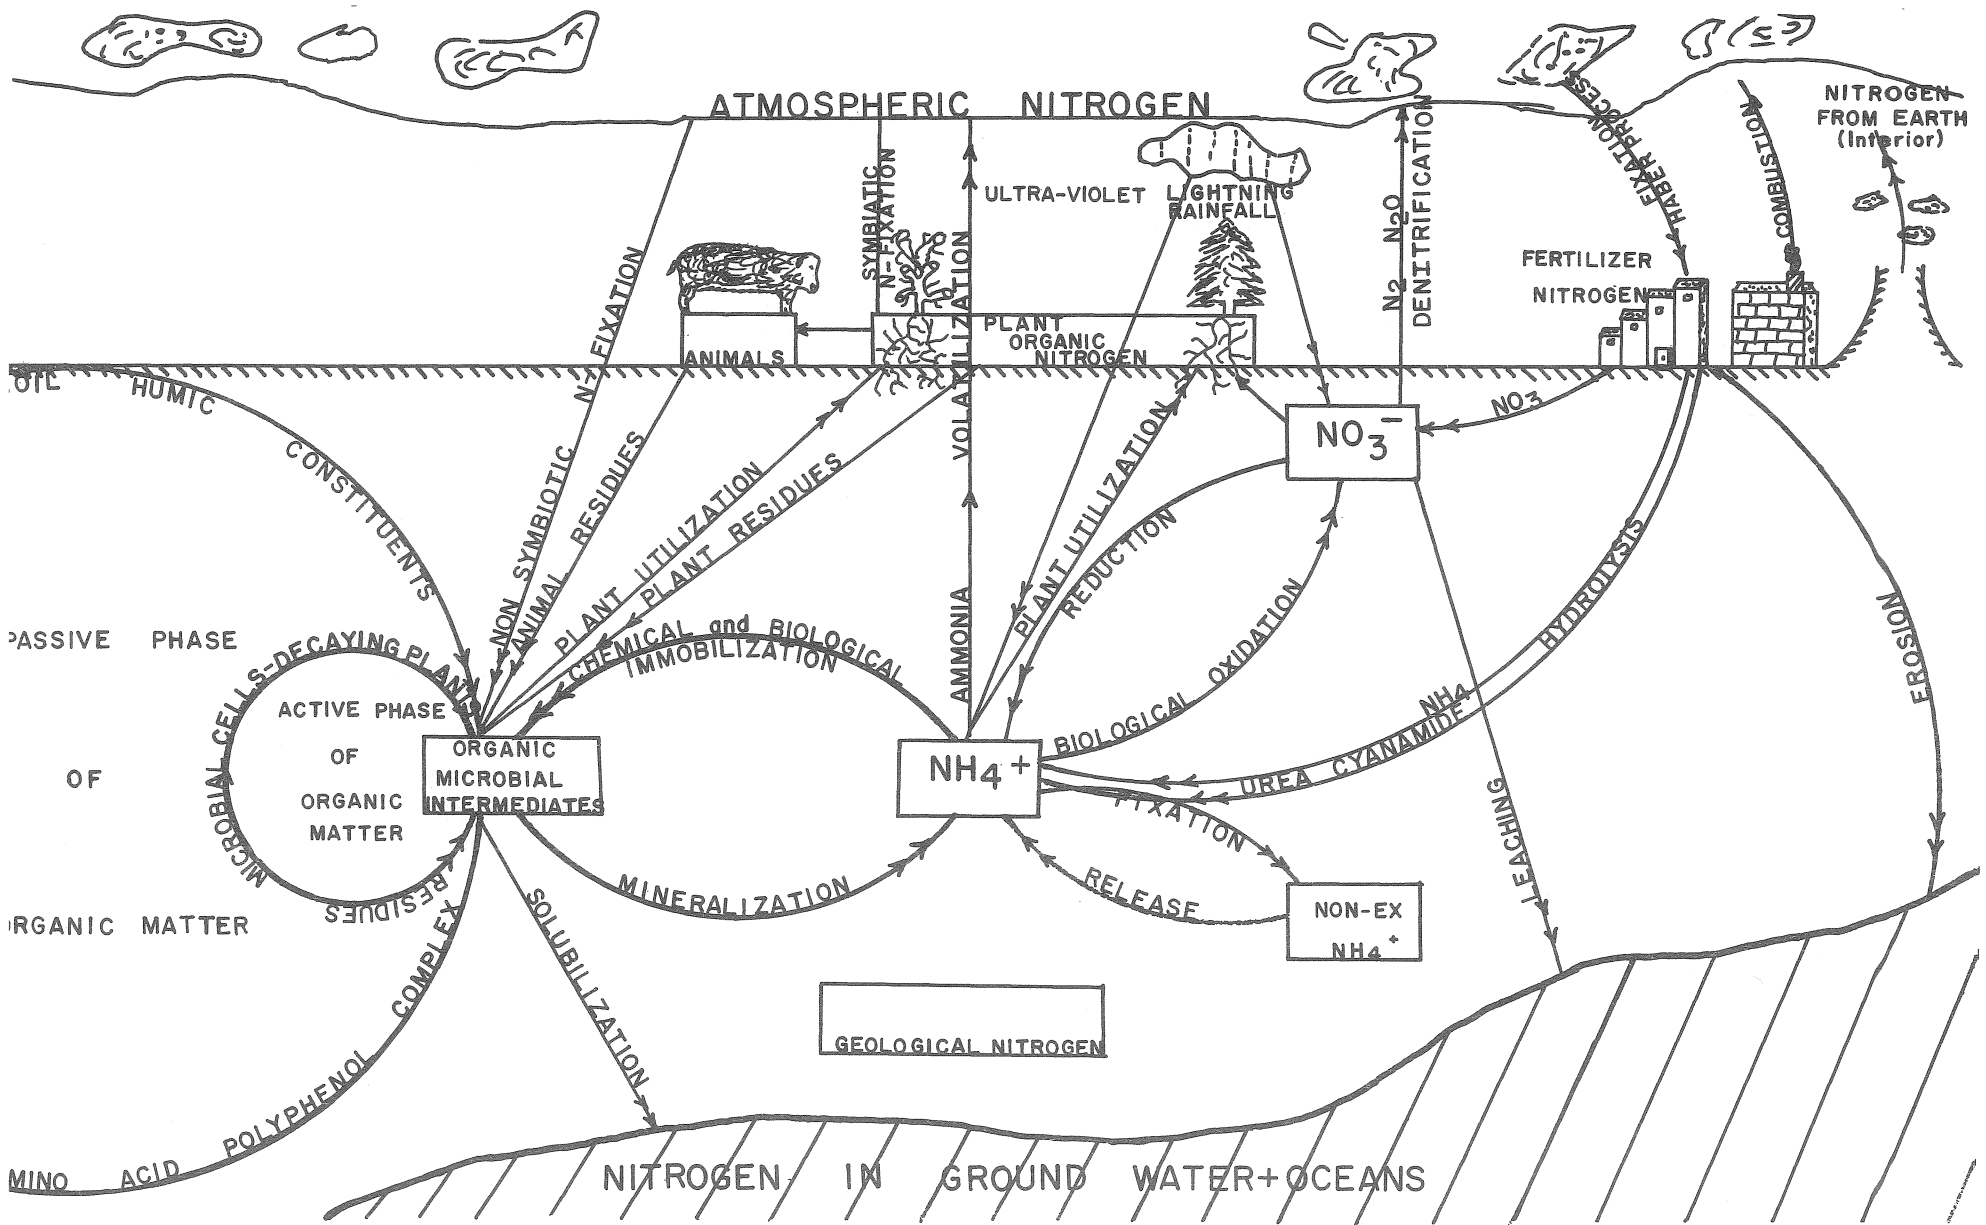 ATMOSPHERIC NITROGEN
NITROGEN
FROM EARTH
(Interior)
FIXATION
HABER PROCESS
COMBUSTION
SYMBIATIC
N-FIXATION
ULTRA-VIOLET LIGHTNING
RAINFALL
N2 N2O
DENITRIFICATION
FERTILIZER
NITROGEN
ANIMALS
PLANT
ORGANIC
NITROGEN
OIL HUMIC CONSTITUENTS
NON SYMBIOTIC N-FIXATION
ANIMAL RESIDUES
PLANT UTILIZATION
PLANT RESIDUES
AMMONIA VOLATILIZATION
PLANT UTILIZATION
REDUCTION
NO3-
NO3
BIOLOGICAL OXIDATION
HYDROLYSIS
NH4
UREA CYANAMIDE
EROSION
LEACHING
PASSIVE PHASE
OF
ORGANIC MATTER
MICROBIAL CELLS-DECAYING PLANTS
RESIDUES
ACTIVE PHASE
OF
ORGANIC
MATTER
ORGANIC
MICROBIAL
INTERMEDIATES
CHEMICAL and BIOLOGICAL
IMMOBILIZATION
NH4+
MINERALIZATION
FIXATION
RELEASE
NON-EX
NH4+
SOLUBILIZATION
MINO ACID POLYPHENOL COMPLEX
GEOLOGICAL NITROGEN
NITROGEN IN GROUND WATER+OCEANS